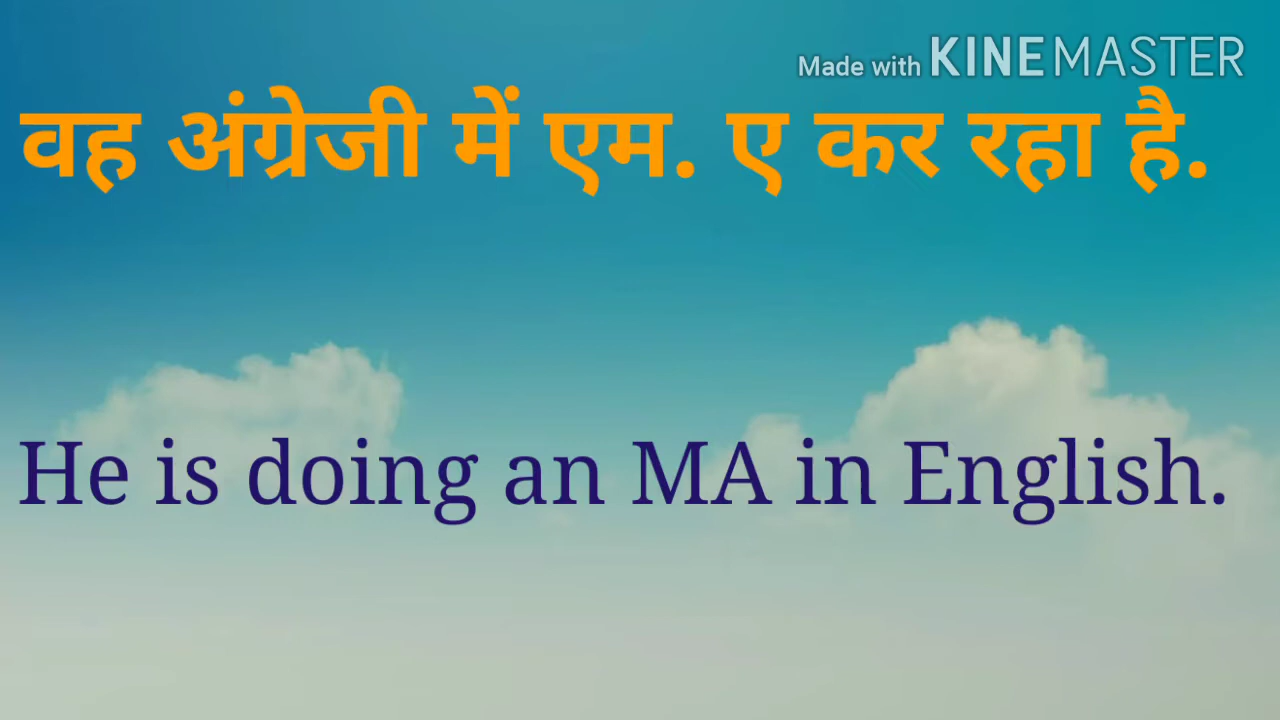 Made with KINEMASTER
वह अंग्रेजी में एम. ए कर रहा है.
He is doing an MA in English.